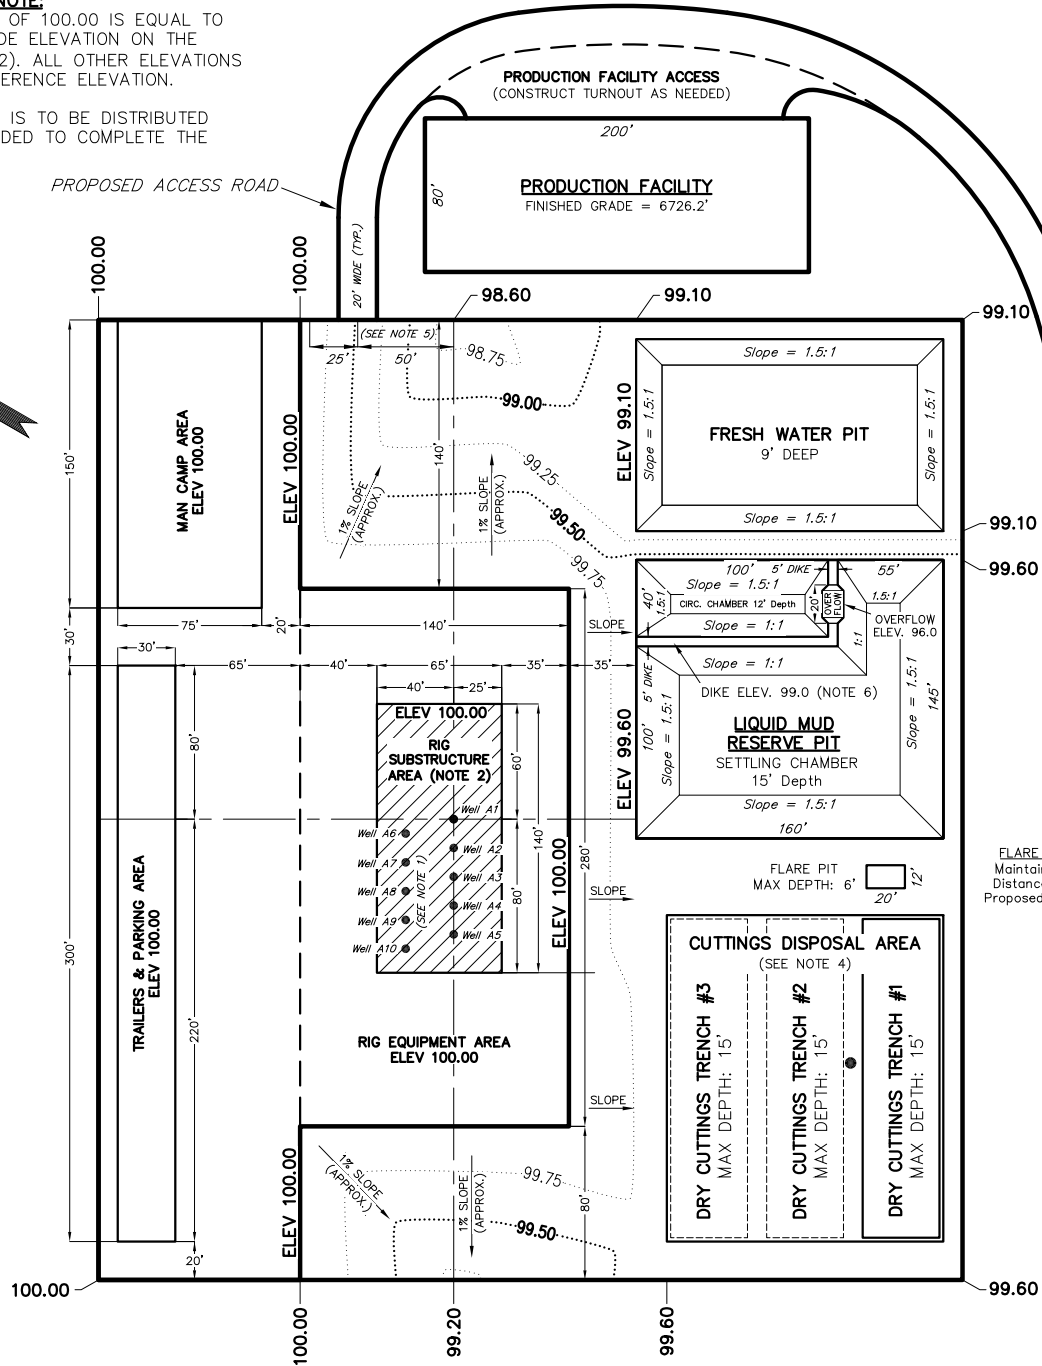 NOTE:
OF 100.00 IS EQUAL TO
DE ELEVATION ON THE
2). ALL OTHER ELEVATIONS
ERENCE ELEVATION.
IS TO BE DISTRIBUTED
DED TO COMPLETE THE
PROPOSED ACCESS ROAD
PRODUCTION FACILITY ACCESS
(CONSTRUCT TURNOUT AS NEEDED)
200'
80'
PRODUCTION FACILITY
FINISHED GRADE = 6726.2'
20' WIDE (TYP.)
100.00
100.00
98.60
99.10
99.10
(SEE NOTE 5)
25'
50'
98.75
99.00
99.25
99.50
99.75
140'
150'
MAN CAMP AREA
ELEV 100.00
ELEV 100.00
1% SLOPE
(APPROX.)
1% SLOPE
(APPROX.)
ELEV 99.10
Slope = 1.5:1
Slope = 1.5:1
Slope = 1.5:1
Slope = 1.5:1
FRESH WATER PIT
9' DEEP
99.10
99.60
75'
20'
140'
30'
30'
65'
40'
65'
35'
35'
40'
25'
SLOPE
100'
5' DIKE
55'
Slope = 1.5:1
40'
1.5:1
CIRC. CHAMBER 12' Depth
Slope = 1:1
20'
OVER
FLOW
1.5:1
OVERFLOW
ELEV. 96.0
1:1
Slope = 1:1
5' DIKE
DIKE ELEV. 99.0 (NOTE 6)
100'
Slope = 1.5:1
ELEV 99.60
LIQUID MUD
RESERVE PIT
SETTLING CHAMBER
15' Depth
Slope = 1.5:1
145'
Slope = 1.5:1
160'
80'
ELEV 100.00
RIG
SUBSTRUCTURE
AREA (NOTE 2)
60'
140'
80'
280'
Well A1
Well A6
Well A2
Well A7
Well A3
Well A8
Well A4
Well A9
Well A5
Well A10
(SEE NOTE 1)
ELEV 100.00
SLOPE
FLARE PIT
MAX DEPTH: 6'
12'
20'
FLARE
Maintain
Distance
Proposed
300'
TRAILERS & PARKING AREA
ELEV 100.00
220'
RIG EQUIPMENT AREA
ELEV 100.00
CUTTINGS DISPOSAL AREA
(SEE NOTE 4)
DRY CUTTINGS TRENCH #3
MAX DEPTH: 15'
DRY CUTTINGS TRENCH #2
MAX DEPTH: 15'
DRY CUTTINGS TRENCH #1
MAX DEPTH: 15'
SLOPE
ELEV 100.00
1% SLOPE
(APPROX.)
1% SLOPE
(APPROX.)
99.75
99.50
80'
20'
100.00
99.60
100.00
99.20
99.60